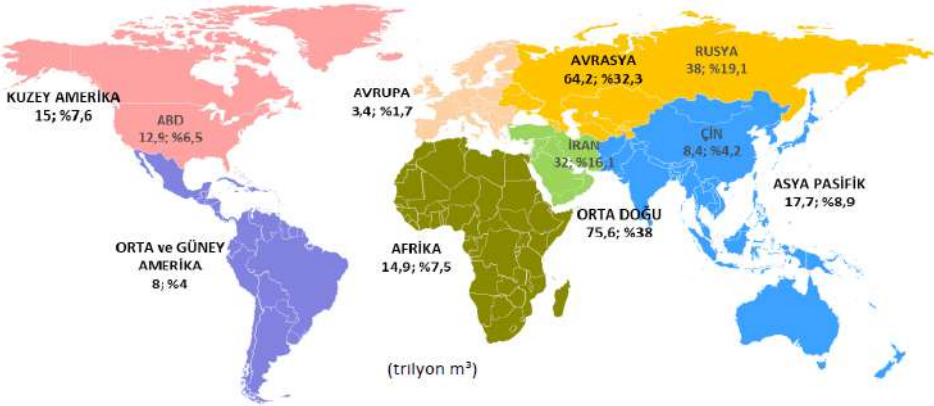 KUZEY AMERİKA
15; %7,6
ABD
12,9; %6,5
ORTA ve GÜNEY
AMERİKA
8; %4
AVRUPA
3,4; %1,7
AFRİKA
14,9; %7,5
AVRASYA
64,2; %32,3
RUSYA
38; %19,1
İRAN
32; %16,1
ORTA DOĞU
75,6; %38
ÇİN
8,4; %4,2
ASYA PASİFİK
17,7; %8,9
(trilyon m³)